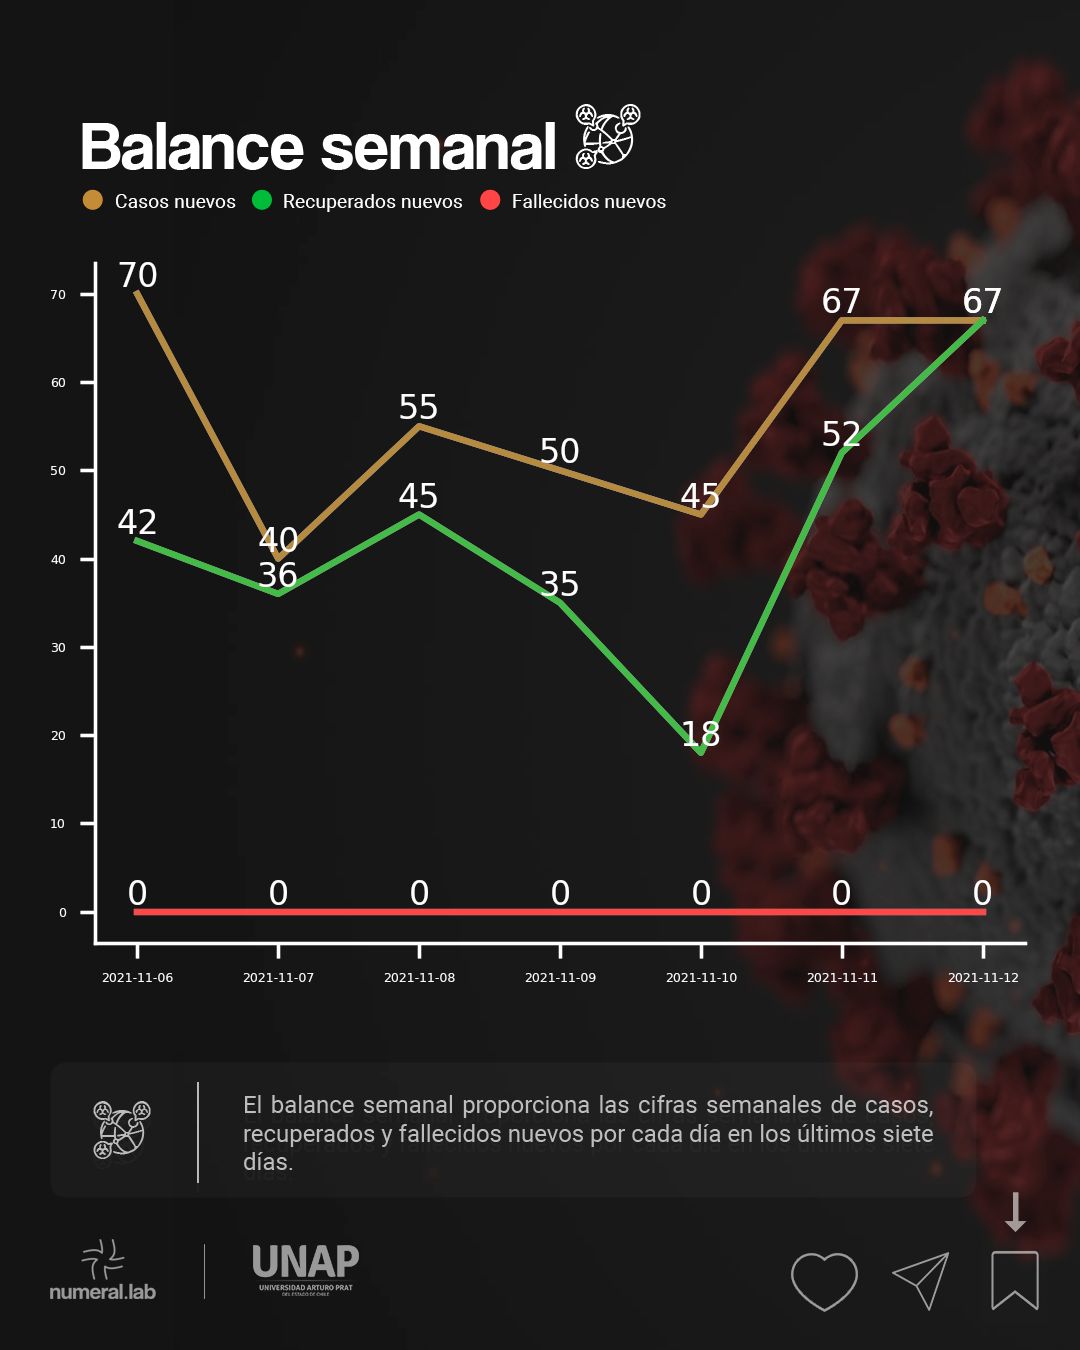 Balance semanal
Casos nuevos Recuperados nuevos Fallecidos nuevos
70
70
67 67
60
55
52
50
50
45
45
42
40
40
36
35
30
20
18
10
0 0 0 0 0 0 0
0
2021-11-06 2021-11-07 2021-11-08 2021-11-09 2021-11-10 2021-11-11 2021-11-12
El balance semanal proporciona las cifras semanales de casos,
recuperados y fallecidos nuevos por cada día en los últimos siete
días.
numeral.lab
UNAP
UNIVERSIDAD ARTURO PRAT
DEL ESTADO DE CHILE